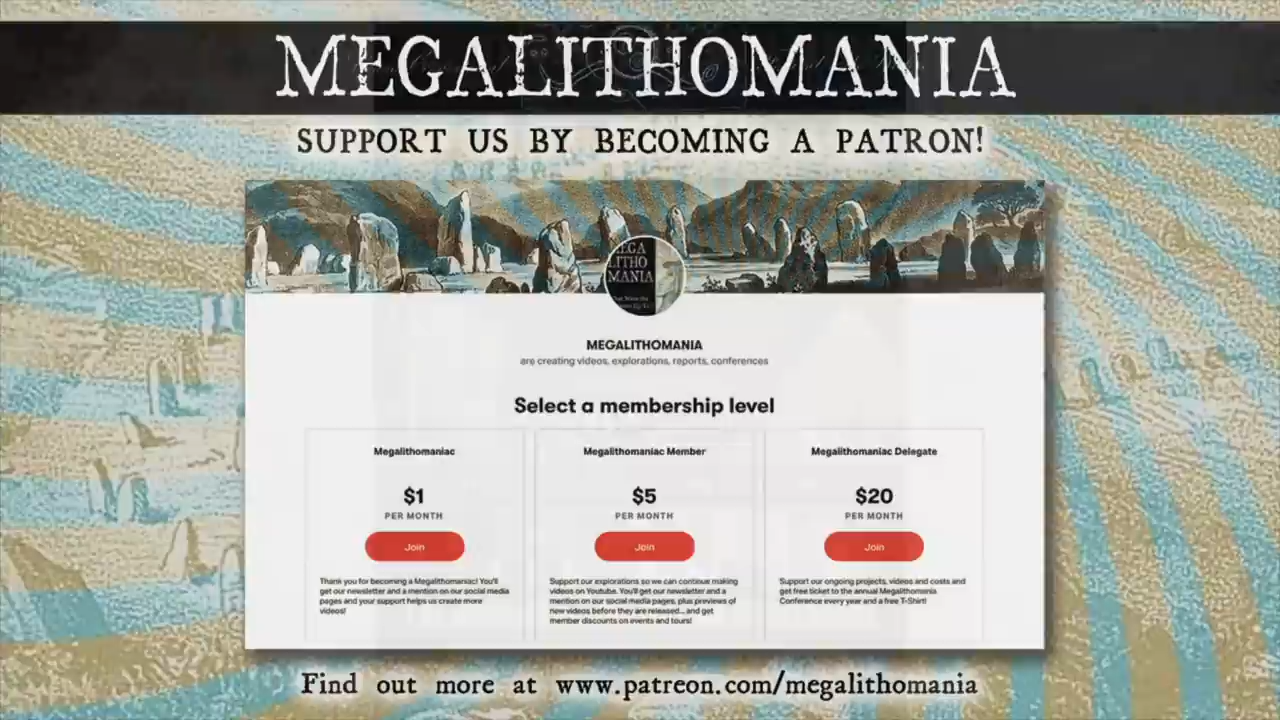 MEGALITHOMANIA
SUPPORT US BY BECOMING A PATRON!
MEGA
LITHO
MANIA
MEGALITHOMANIA
are creating videos, explorations, reports, conferences
Select a membership level
Megalithomaniac
$1
PER MONTH
Join
Thank you for becoming a Megalithomaniac! You'll
get our newsletter and a mention on our social media
pages and your support helps us create more
videos!
Megalithomaniac Member
$5
PER MONTH
Join
Support our explorations so we can continue making
videos on Youtube. You'll get our newsletter and a
mention on our social media pages, plus previews of
new videos before they are released... and get
member discounts on events and tours!
Megalithomaniac Delegate
$20
PER MONTH
Join
Support our ongoing projects, videos and costs and
get free ticket to the annual Megalithomania
Conference every year and a free T-Shirt!
Find out more at www.patreon.com/megalithomania